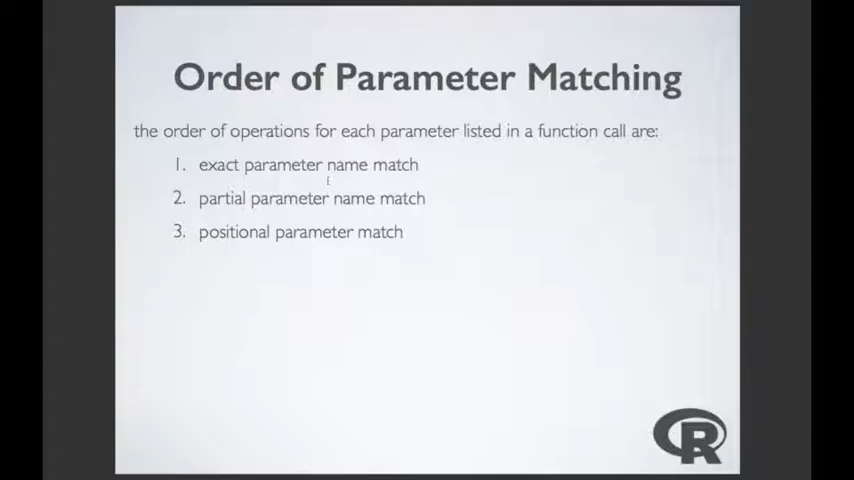 Order of Parameter Matching
the order of operations for each parameter listed in a function call are:
1. exact parameter name match
2. partial parameter name match
3. positional parameter match
R